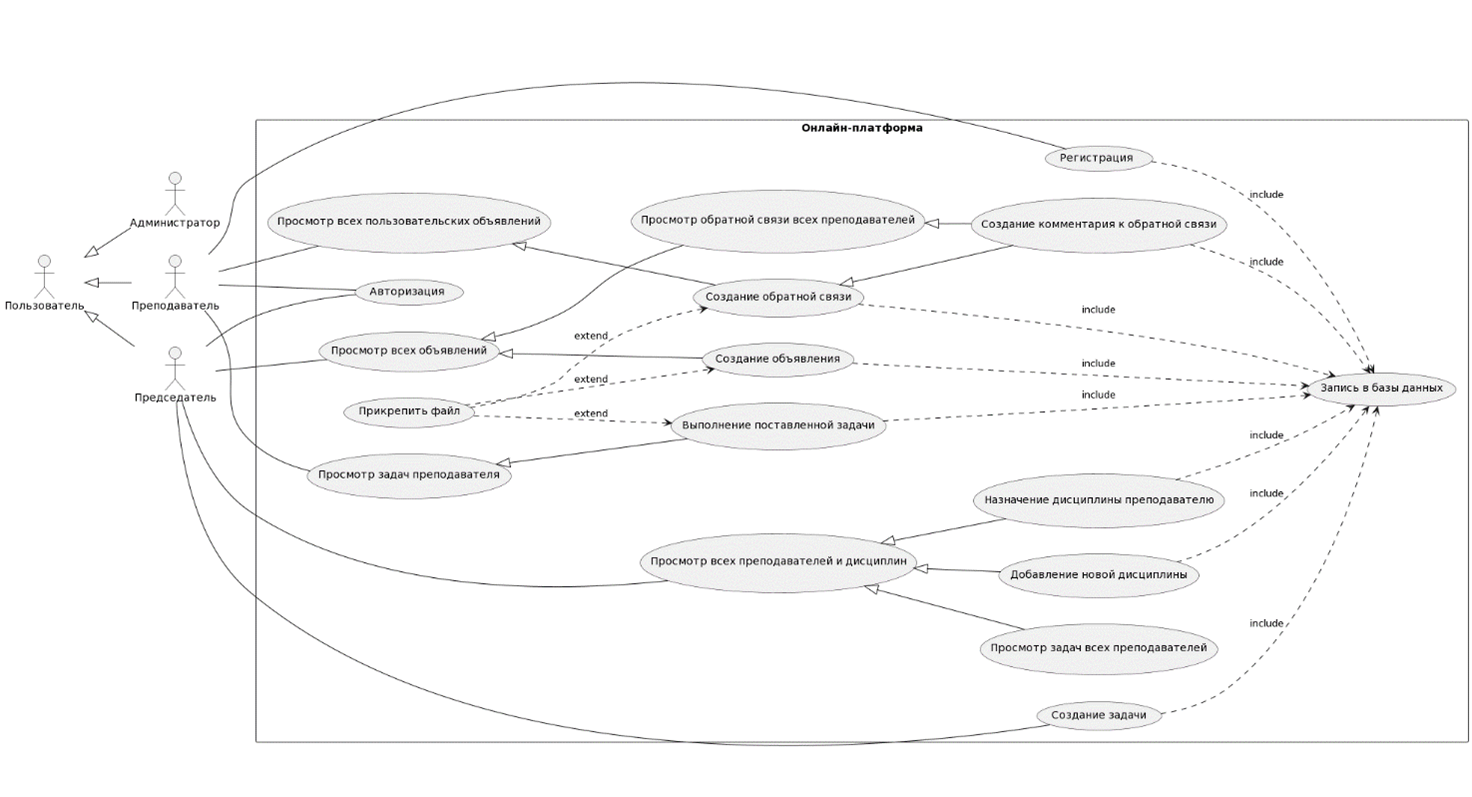 Онлайн-платформа
Регистрация
include
Администратор
Просмотр всех пользовательских объявлений
Просмотр обратной связи всех преподавателей
Создание комментария к обратной связи
include
Пользователь
Преподаватель
Авторизация
Создание обратной связи
include
extend
Председатель
Просмотр всех объявлений
Создание объявления
include
extend
Запись в базы данных
Прикрепить файл
extend
Выполнение поставленной задачи
include
include
Просмотр задач преподавателя
Назначение дисциплины преподавателю
include
Просмотр всех преподавателей и дисциплин
Добавление новой дисциплины
include
Просмотр задач всех преподавателей
Создание задачи